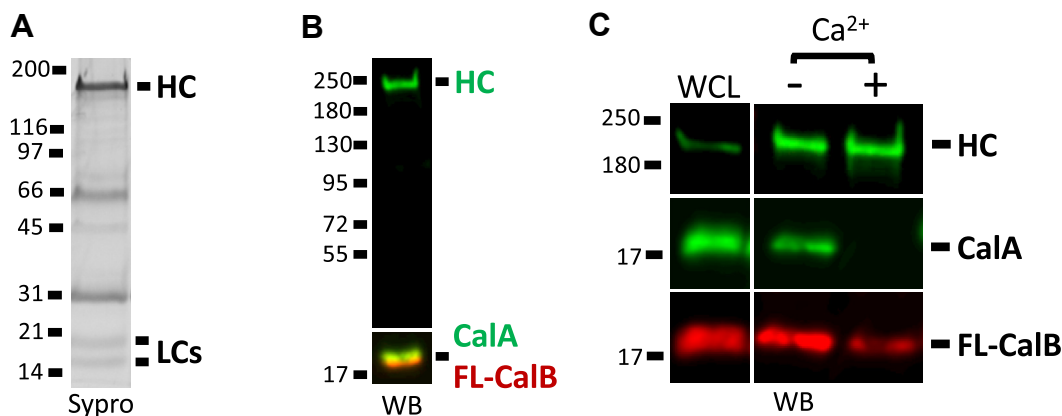 A
200
116
97
66
45
31
21
14
HC
LCs
Sypro
B
250
180
130
95
72
55
17
HC
CalA
FL-CalB
WB
C
Ca²⁺
WCL - +
250
180
17
17
HC
CalA
FL-CalB
WB